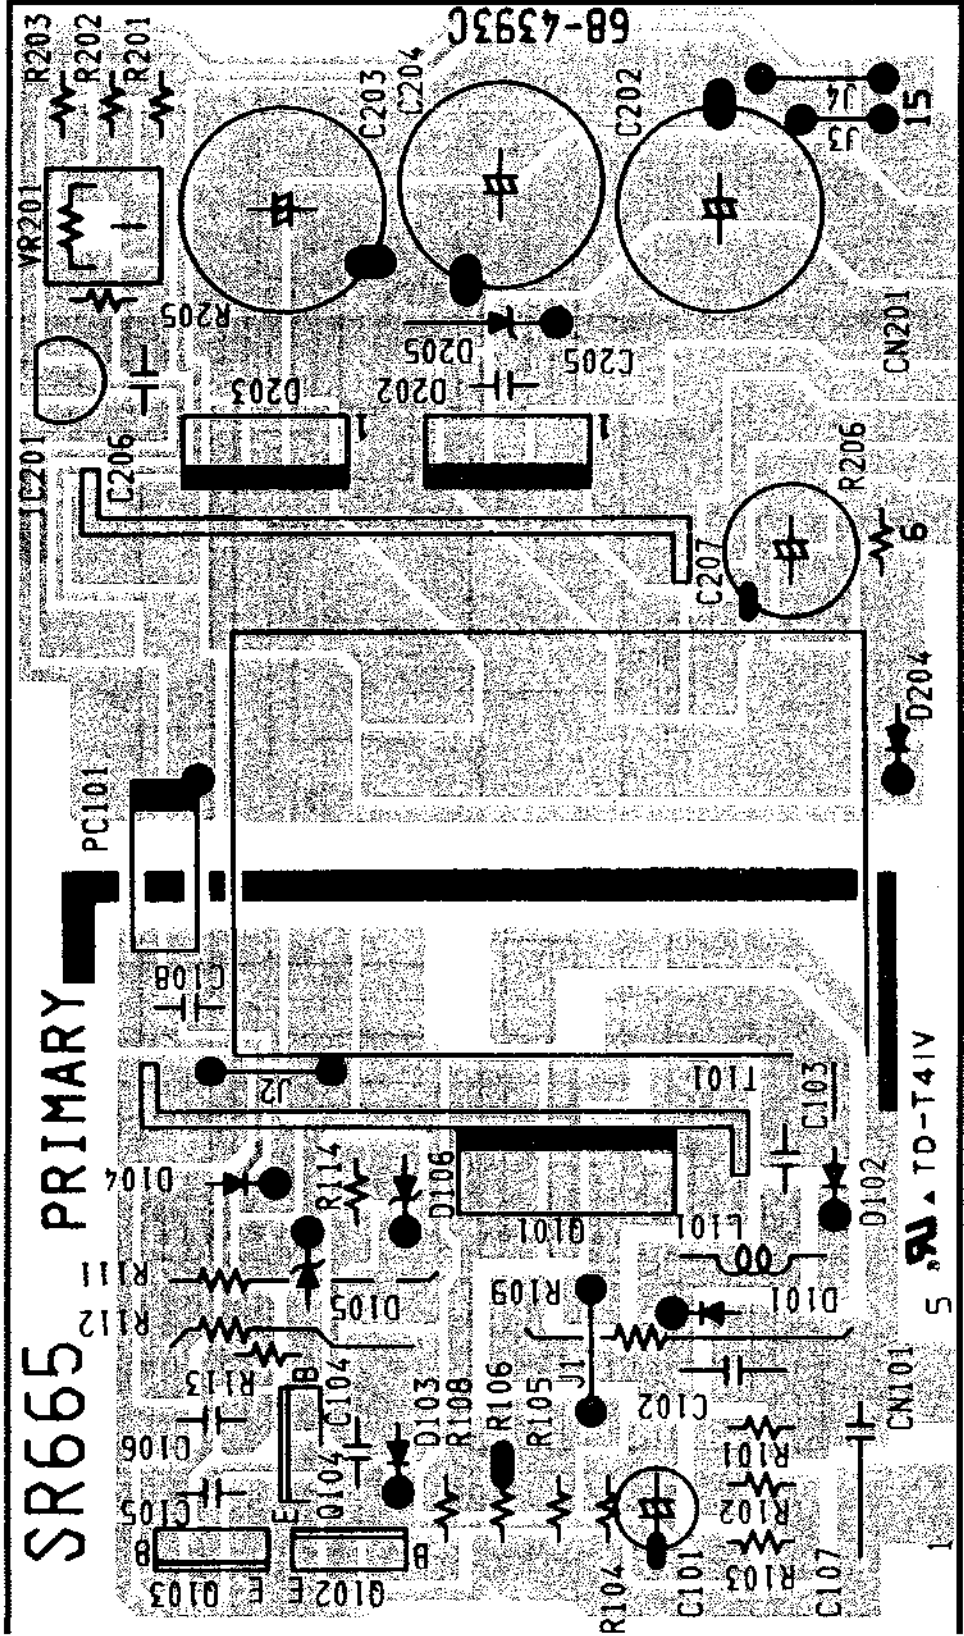 R203
R202
R201
68-4393C
C203
C204
C202
J4
J3
15
VR201
R205
D205
C205
CN201
D203
D202
1
1
IC201
C206
R206
C207
6
D204
PC101
C108
SR665 PRIMARY
J2
T101
C103
TD-T41V
D104
R114
D106
Q101
L101
D102
R111
R112
D105
R109
D101
R113
B
C104
D103
R108
R106
R105
J1
C102
CN101
5
C106
Q104
E
R101
R102
R103
C105
B
Q103
E
E
Q102
B
R104
C101
C107
1